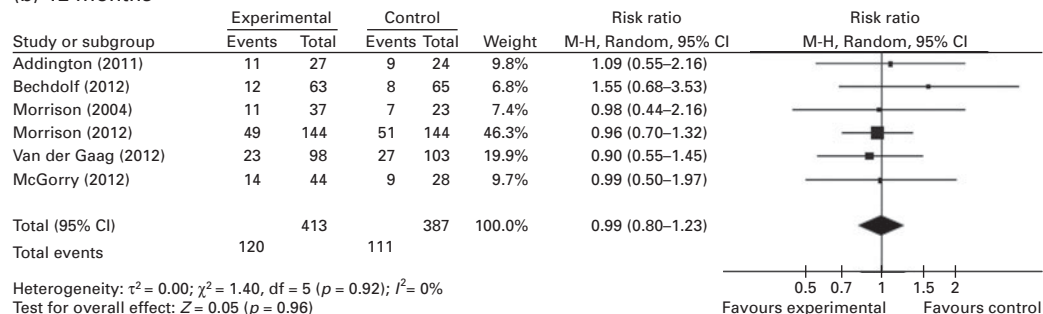 (b) 12 months
Experimental Control Risk ratio Risk ratio
Study or subgroup Events Total Events Total Weight M-H, Random, 95% CI M-H, Random, 95% CI
Addington (2011) 11 27 9 24 9.8% 1.09 (0.55–2.16)
Bechdolf (2012) 12 63 8 65 6.8% 1.55 (0.68–3.53)
Morrison (2004) 11 37 7 23 7.4% 0.98 (0.44–2.16)
Morrison (2012) 49 144 51 144 46.3% 0.96 (0.70–1.32)
Van der Gaag (2012) 23 98 27 103 19.9% 0.90 (0.55–1.45)
McGorry (2012) 14 44 9 28 9.7% 0.99 (0.50–1.97)
Total (95% CI) 413 387 100.0% 0.99 (0.80–1.23)
Total events 120 111
Heterogeneity: τ² = 0.00; χ² = 1.40, df = 5 (p = 0.92); I² = 0%
0.5 0.7 1 1.5 2
Test for overall effect: Z = 0.05 (p = 0.96) Favours experimental Favours control